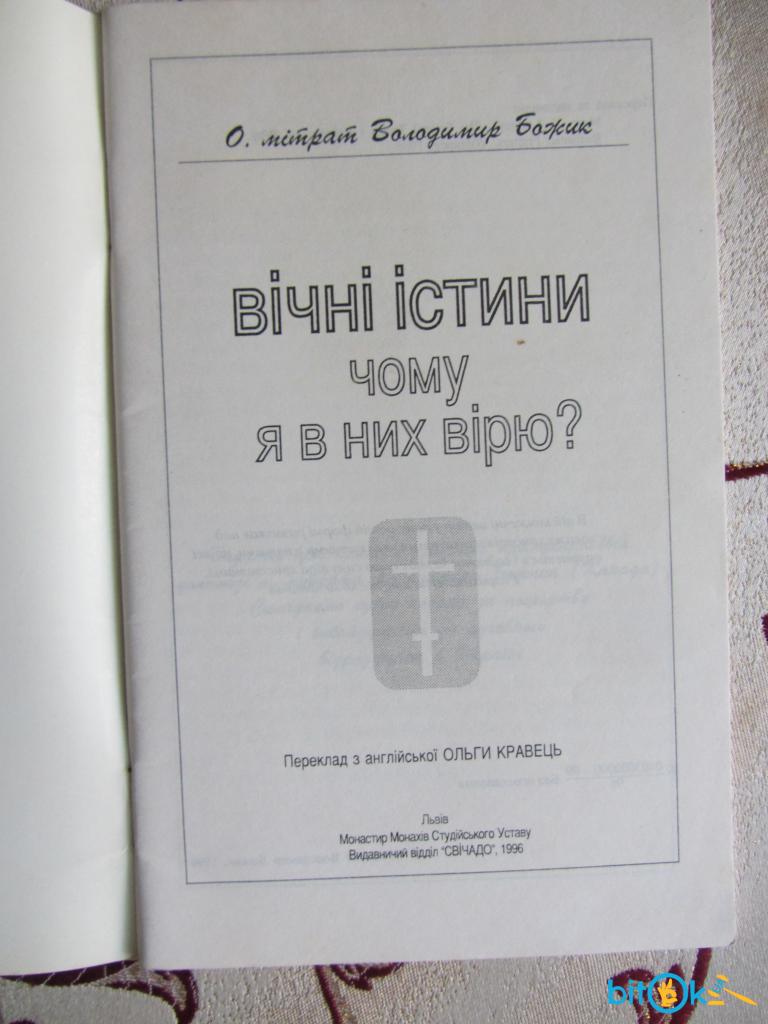 О. мітрат Володимир Божик
вічні істини
чому
я в них вірю?
Переклад з англійської ОЛЬГИ КРАВЕЦЬ
Львів
Монастир Монахів Студійського Уставу
Видавничий відділ "СВІЧАДО", 1996
bitOk